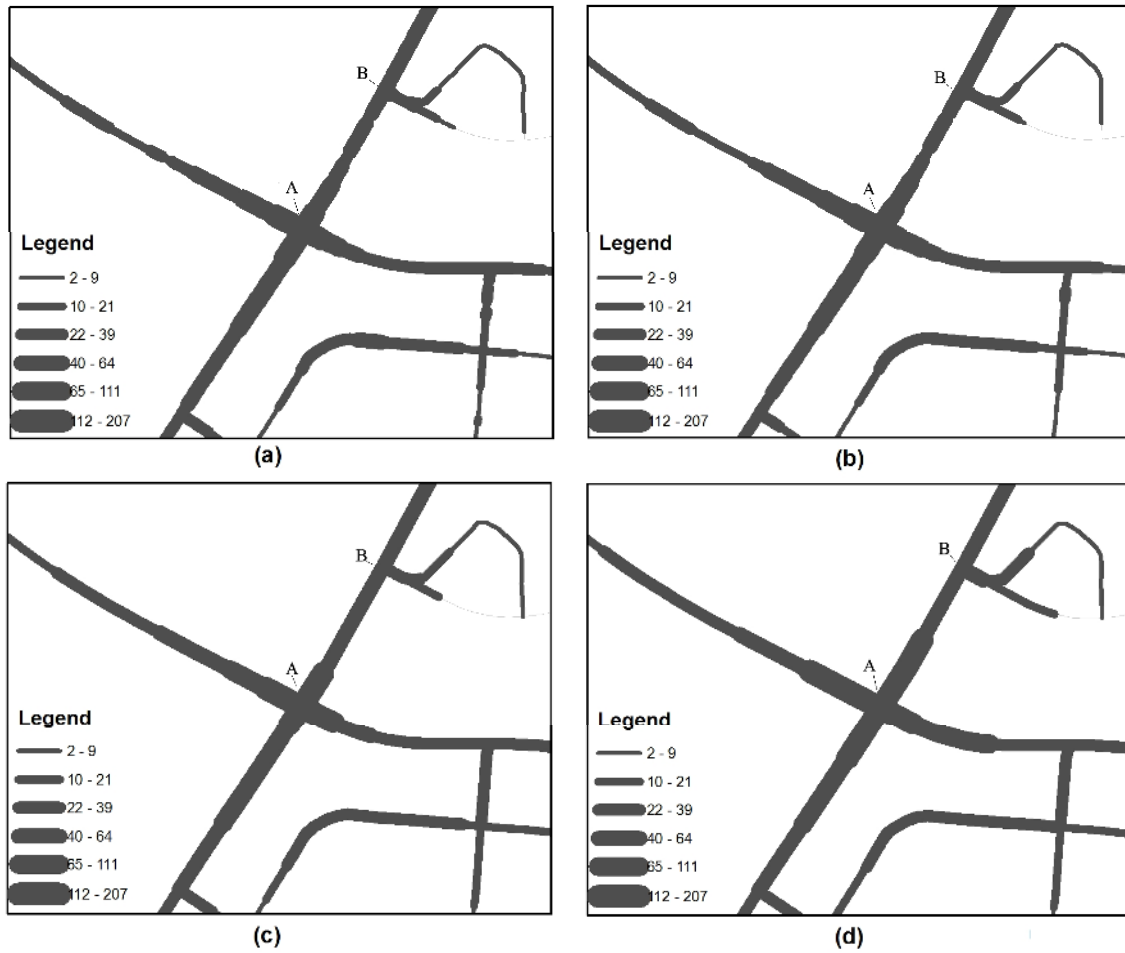 B
A
Legend
2 - 9
10 - 21
22 - 39
40 - 64
65 - 111
112 - 207
(a)
B
A
Legend
2 - 9
10 - 21
22 - 39
40 - 64
65 - 111
112 - 207
(b)
B
A
Legend
2 - 9
10 - 21
22 - 39
40 - 64
65 - 111
112 - 207
(c)
B
A
Legend
2 - 9
10 - 21
22 - 39
40 - 64
65 - 111
112 - 207
(d)